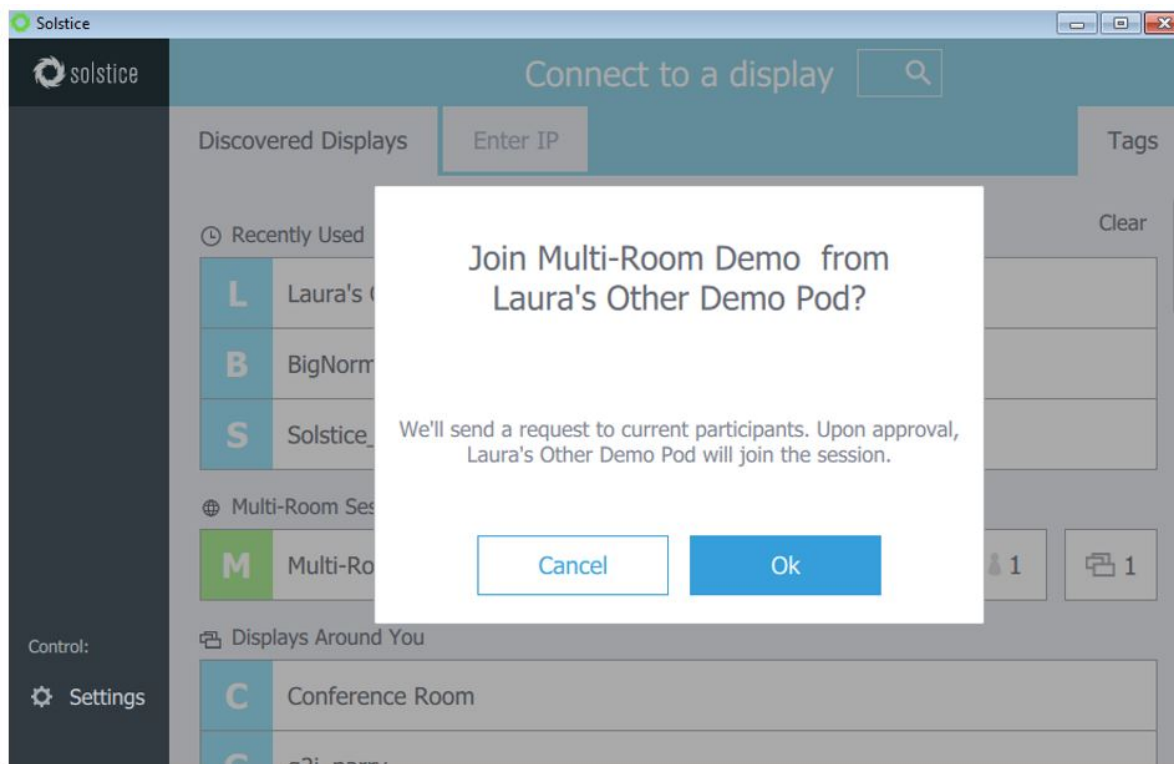 Solstice
solstice
Connect to a display
Discovered Displays
Enter IP
Tags
Recently Used
Clear
L
Laura's
B
BigNorm
S
Solstice_
Join Multi-Room Demo from
Laura's Other Demo Pod?
We'll send a request to current participants. Upon approval,
Laura's Other Demo Pod will join the session.
Cancel
Ok
Multi-Room Ses
M
Multi-Ro
1
1
Displays Around You
C
Conference Room
Control:
Settings